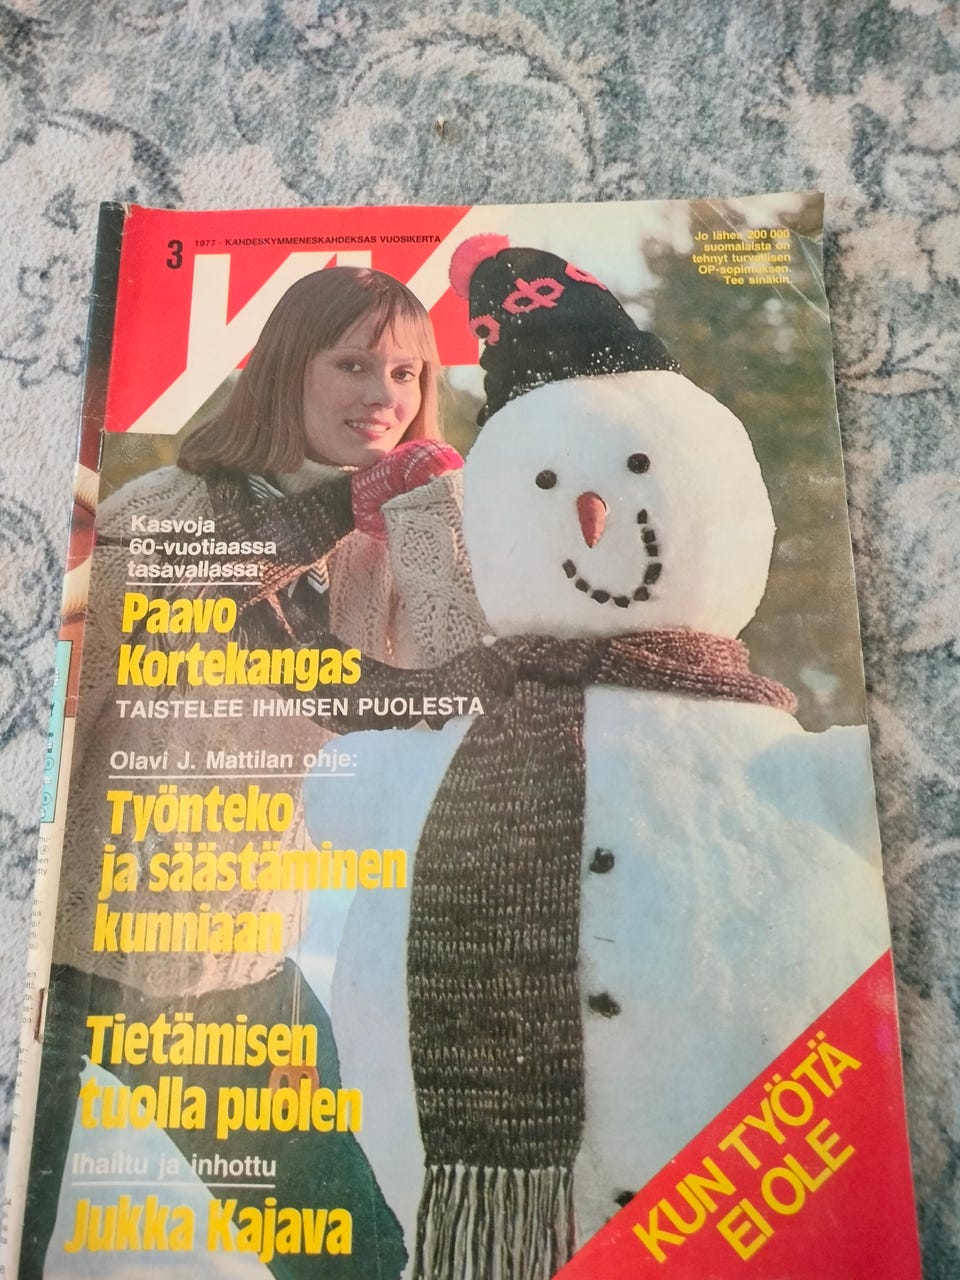 3
1977 - KAHDESKYMMENESKAHDEKSAS VUOSIKERTA
Jo lähes 200 000
suomalaista on
tehnyt turvallisen
OP-sopimuksen.
Tee sinäkin.
Kasvoja
60-vuotiaassa
tasavallassa:
Paavo
Kortekangas
TAISTELEE IHMISEN PUOLESTA
Olavi J. Mattilan ohje:
Työnteko
ja säästäminen
kunniaan
Tietämisen
tuolla puolen
Ihailtu ja inhottu
Jukka Kajava
KUN TYÖTÄ
EI OLE